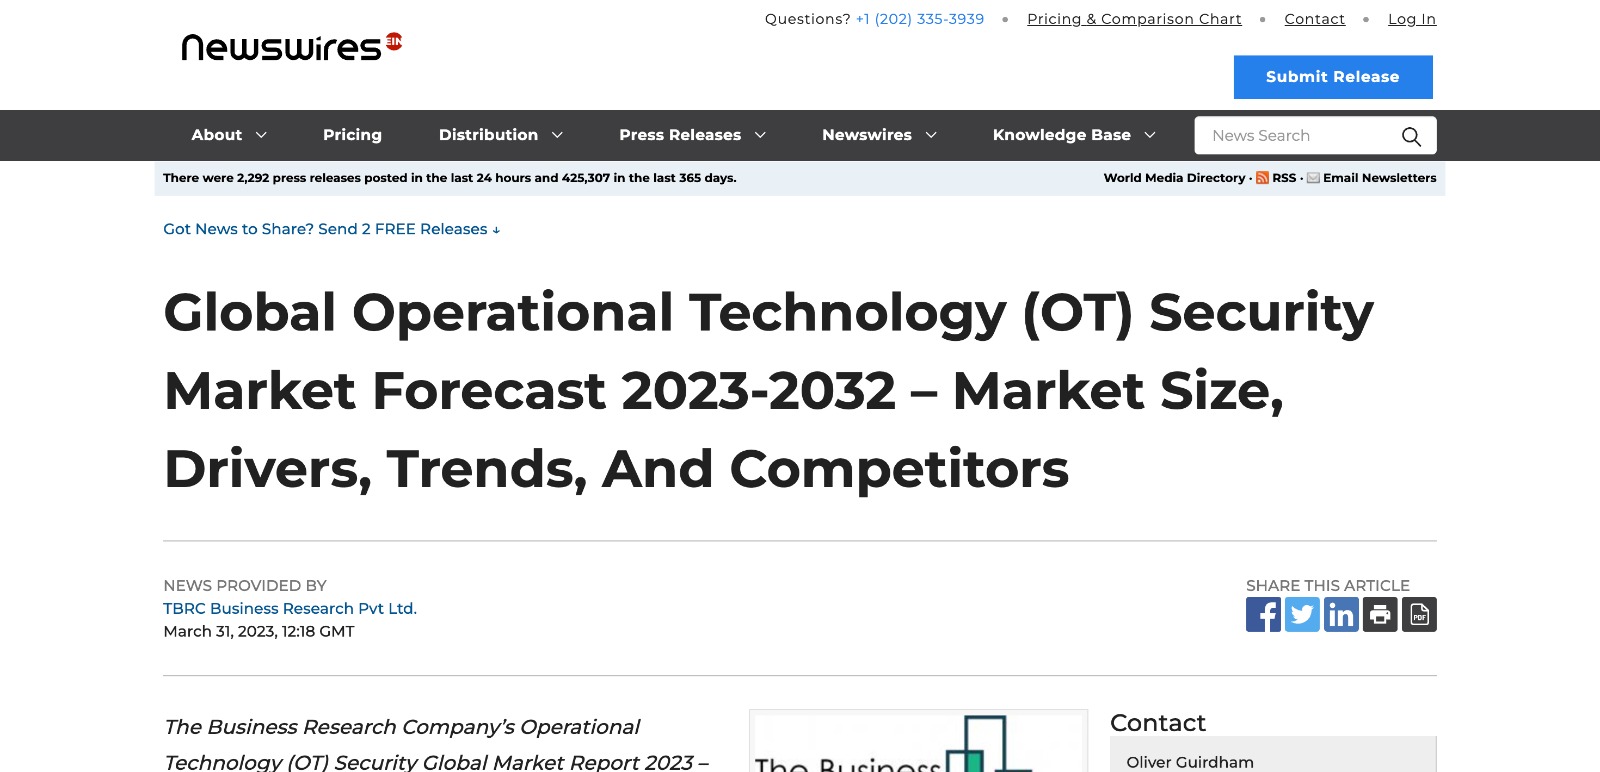 Questions? +1 (202) 335-3939 • Pricing & Comparison Chart • Contact • Log In
newswires EIN
Submit Release
About Pricing Distribution Press Releases Newswires Knowledge Base News Search
There were 2,292 press releases posted in the last 24 hours and 425,307 in the last 365 days. World Media Directory · RSS · Email Newsletters
Got News to Share? Send 2 FREE Releases ↓
Global Operational Technology (OT) Security
Market Forecast 2023-2032 – Market Size,
Drivers, Trends, And Competitors
NEWS PROVIDED BY
TBRC Business Research Pvt Ltd.
March 31, 2023, 12:18 GMT
SHARE THIS ARTICLE
PDF
The Business Research Company’s Operational
Technology (OT) Security Global Market Report 2023 –
The Business
Contact
Oliver Guirdham